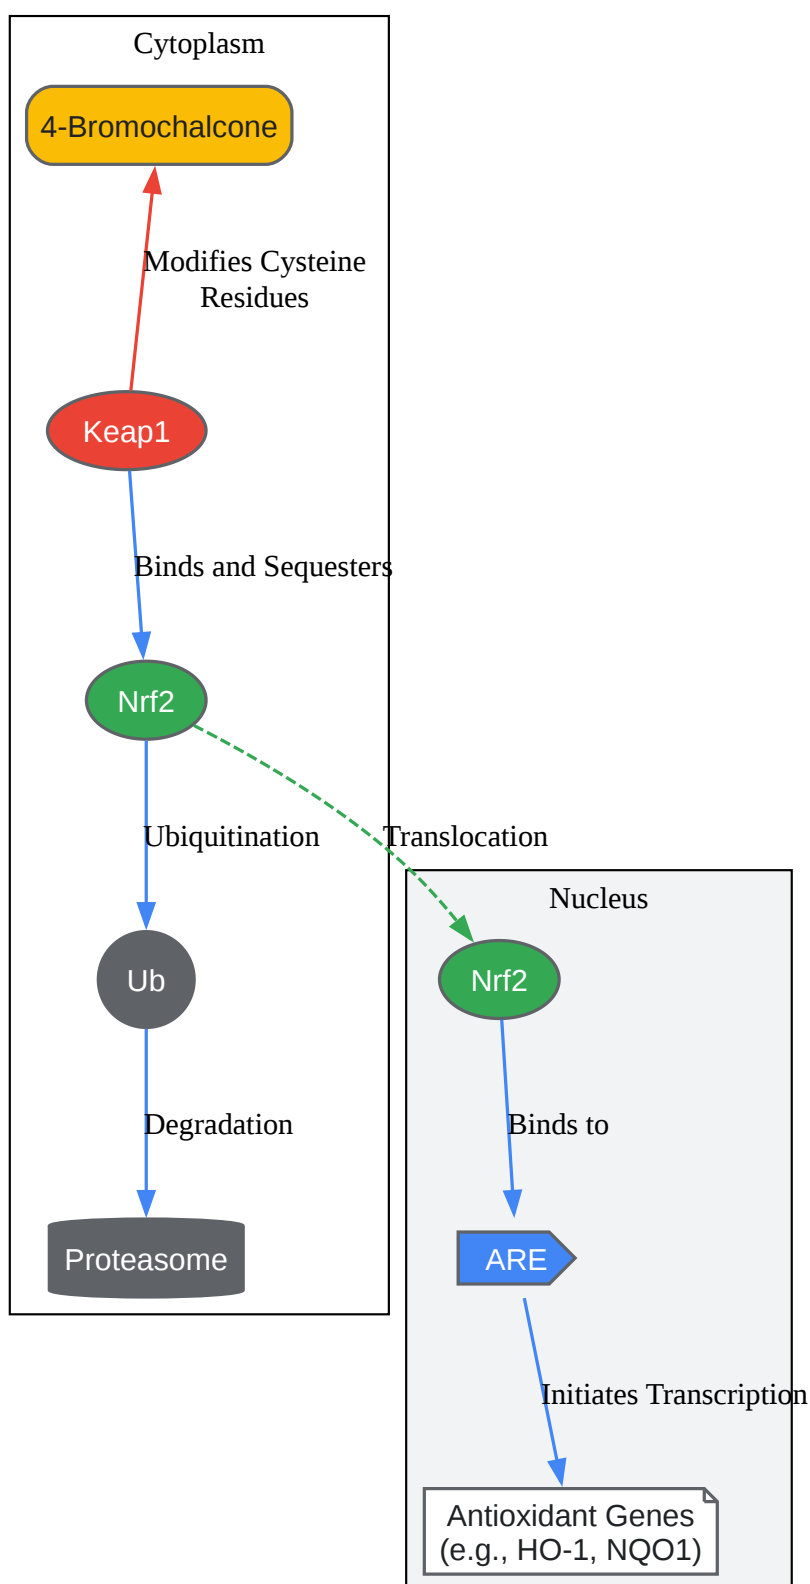 Cytoplasm
4-Bromochalcone
Modifies Cysteine
Residues
Keap1
Binds and Sequesters
Nrf2
Ubiquitination
Translocation
Nucleus
Ub
Nrf2
Degradation
Binds to
Proteasome
ARE
Initiates Transcription
Antioxidant Genes
(e.g., HO-1, NQO1)